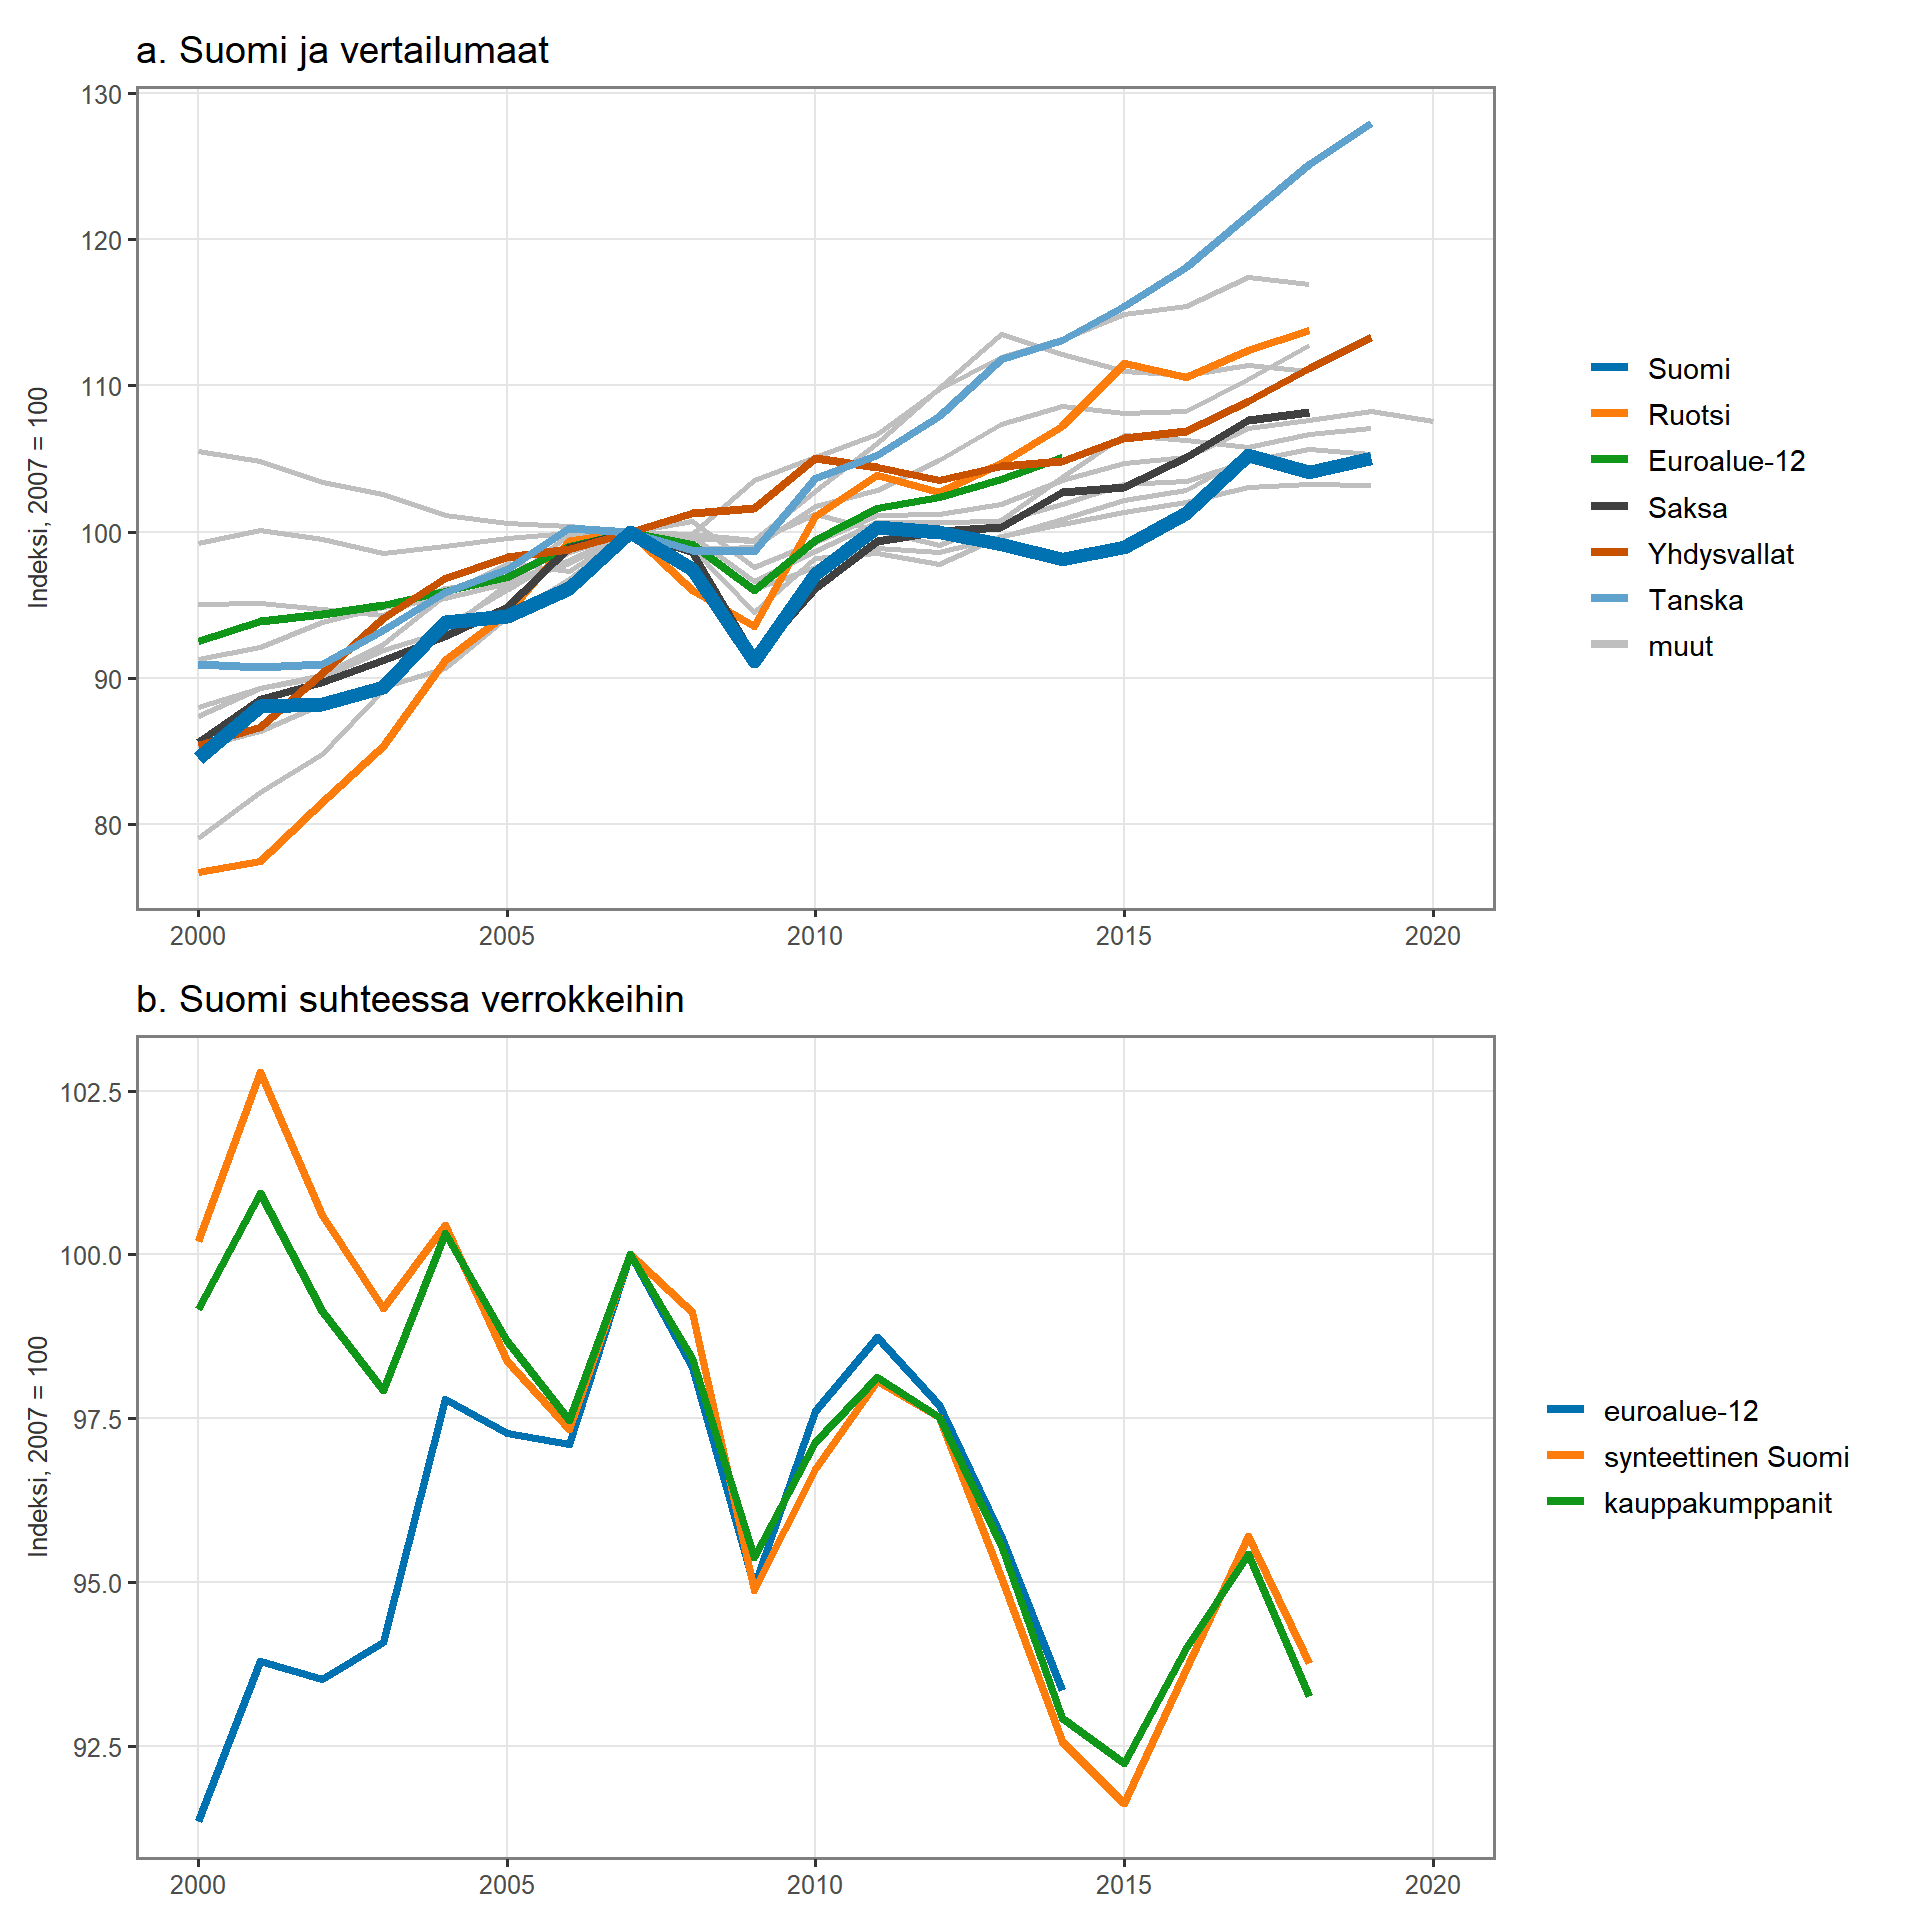 a. Suomi ja vertailumaat
Indeksi, 2007 = 100
130
120
110
100
90
80
2000 2005 2010 2015 2020
Suomi
Ruotsi
Euroalue-12
Saksa
Yhdysvallat
Tanska
muut
b. Suomi suhteessa verrokkeihin
Indeksi, 2007 = 100
102.5
100.0
97.5
95.0
92.5
2000 2005 2010 2015 2020
euroalue-12
synteettinen Suomi
kauppakumppanit